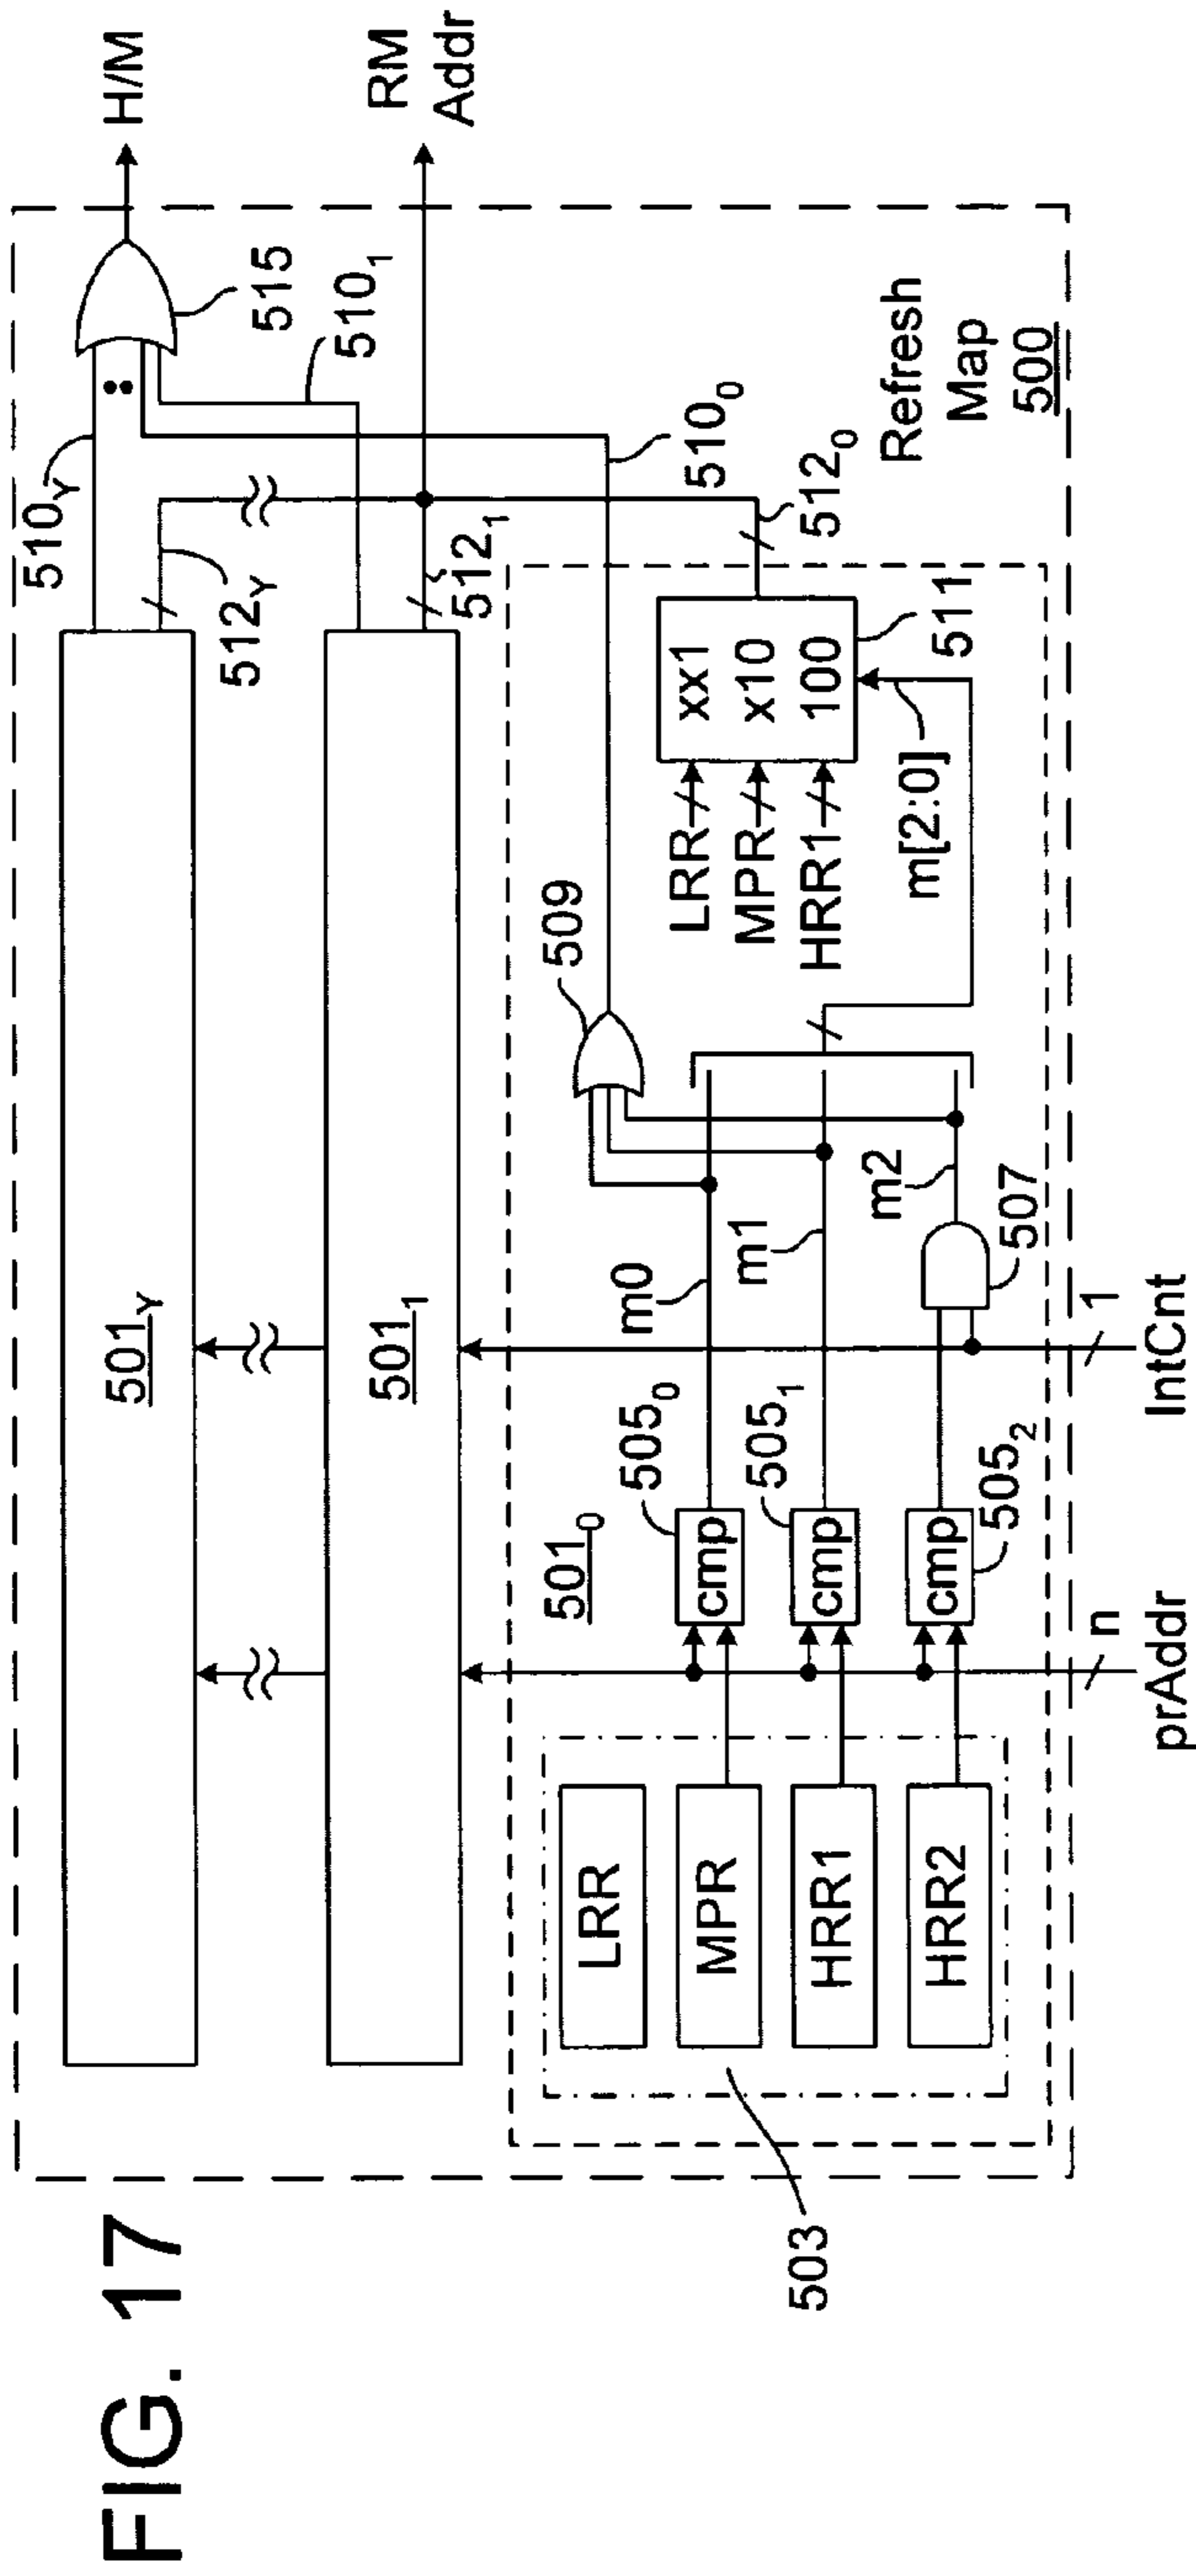 FIG. 17
H/M
RM
Addr
515
510Y
512Y
510₁
512₁
501Y
501₁
501₀
510₀
512₀
Refresh
Map
500
509
LRR
MPR
HRR1
xx1
x10
100
511
m[2:0]
m0
m1
m2
507
505₀
505₁
505₂
cmp
cmp
cmp
LRR
MPR
HRR1
HRR2
503
n
prAddr
1
IntCnt